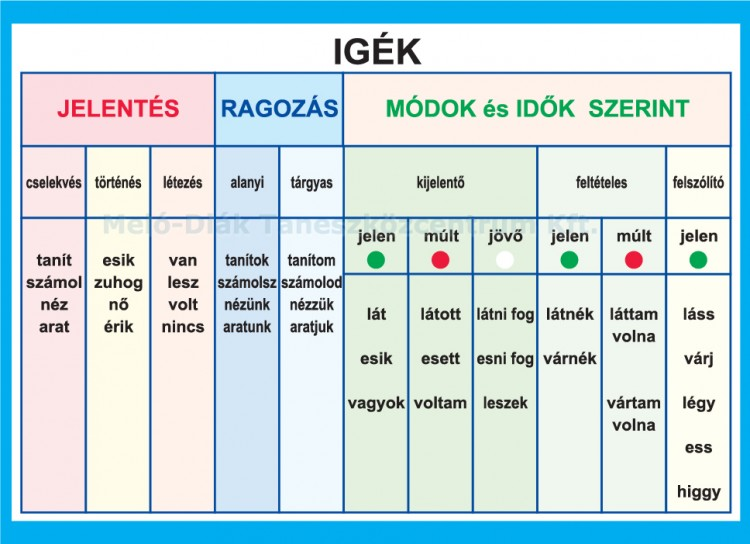 IGÉK
JELENTÉS RAGOZÁS MÓDOK és IDŐK SZERINT
cselekvés történés létezés alanyi tárgyas kijelentő feltételes felszólító
Meló-Diák Taneszközcentrum Kft.
jelen múlt jövő jelen múlt jelen
tanít esik van tanítok tanítom
számol zuhog lesz számolsz számolod
néz nő volt nézünk nézzük
arat érik nincs aratunk aratjuk
lát látott látni fog látnék láttam láss
volna
esik esett esni fog várnék várj
vagyok voltam leszek vártam légy
volna
ess
higgy